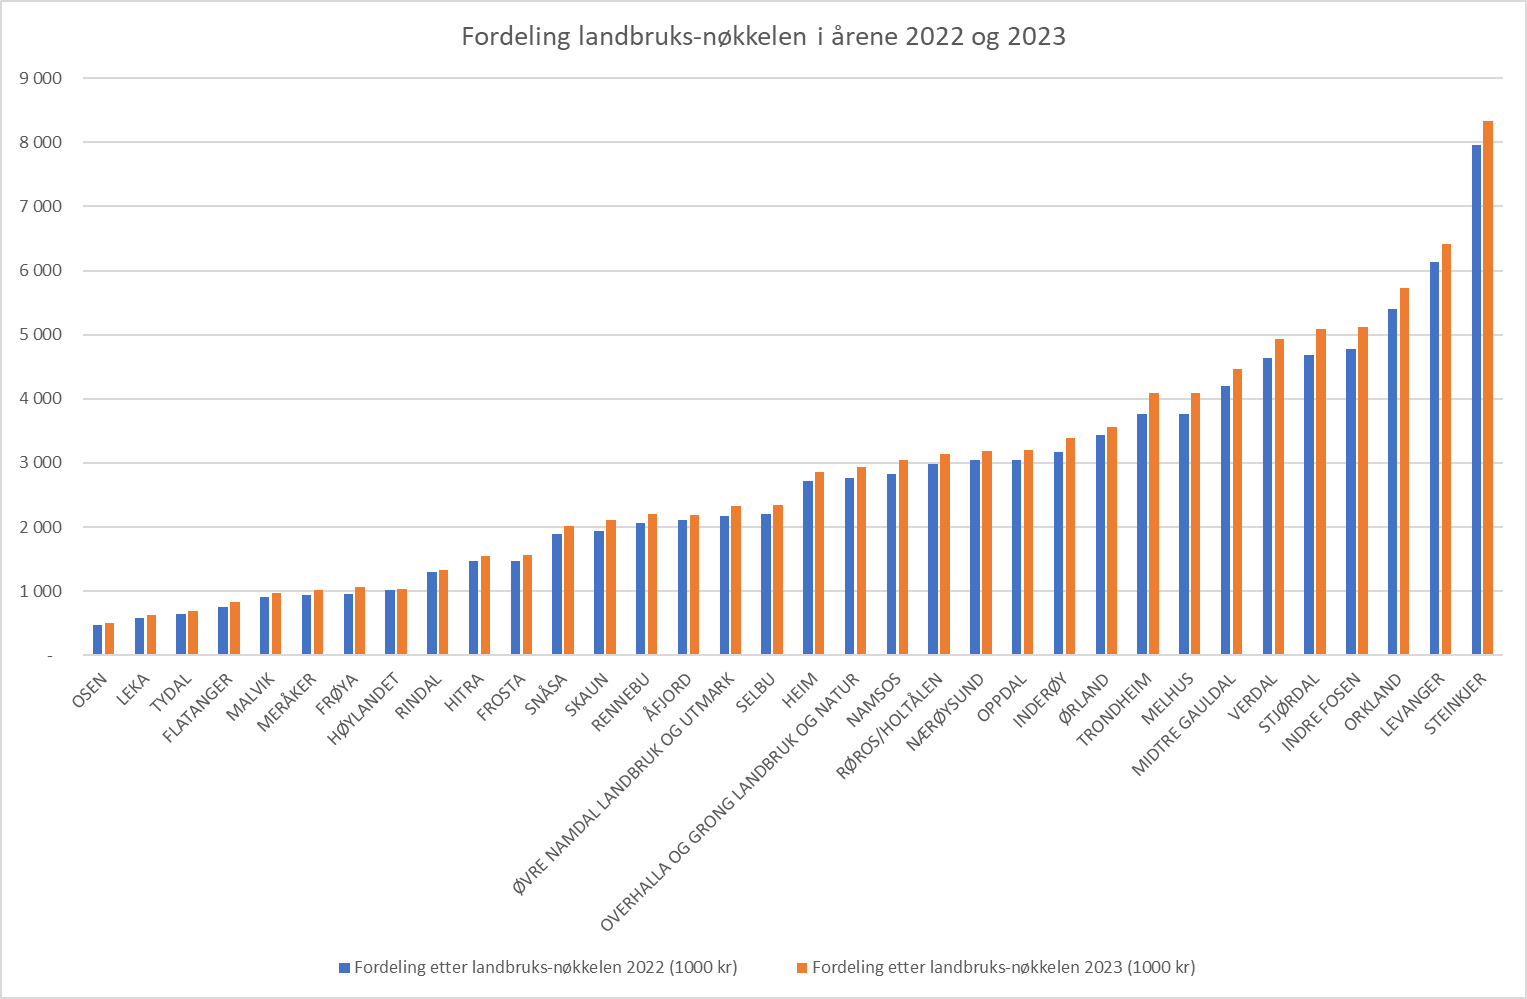 Fordeling landbruks-nøkkelen i årene 2022 og 2023
9 000
8 000
7 000
6 000
5 000
4 000
3 000
2 000
1 000
-
OSEN
LEKA
TYDAL
FLATANGER
MALVIK
MERÅKER
FRØYA
HØYLANDET
RINDAL
HITRA
FROSTA
SNÅSA
SKAUN
RENNEBU
ÅFJORD
ØVRE NAMDAL LANDBRUK OG UTMARK
SELBU
HEIM
OVERHALLA OG GRONG LANDBRUK OG NATUR
NAMSOS
RØROS/HOLTÅLEN
NÆRØYSUND
OPPDAL
INDERØY
ØRLAND
TRONDHEIM
MELHUS
MIDTRE GAULDAL
VERDAL
STJØRDAL
INDRE FOSEN
ORKLAND
LEVANGER
STEINKJER
Fordeling etter landbruks-nøkkelen 2022 (1000 kr)
Fordeling etter landbruks-nøkkelen 2023 (1000 kr)